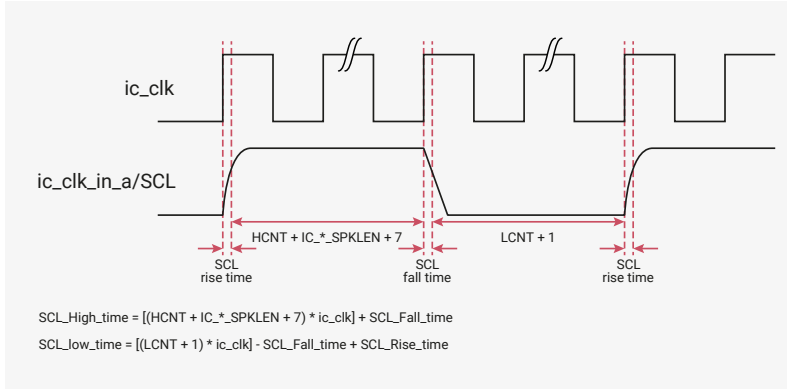 ic_clk
ic_clk_in_a/SCL
HCNT + IC_*_SPKLEN + 7
LCNT + 1
SCL
rise time
SCL
fall time
SCL
rise time
SCL_High_time = [(HCNT + IC_*_SPKLEN + 7) * ic_clk] + SCL_Fall_time
SCL_low_time = [(LCNT + 1) * ic_clk] - SCL_Fall_time + SCL_Rise_time